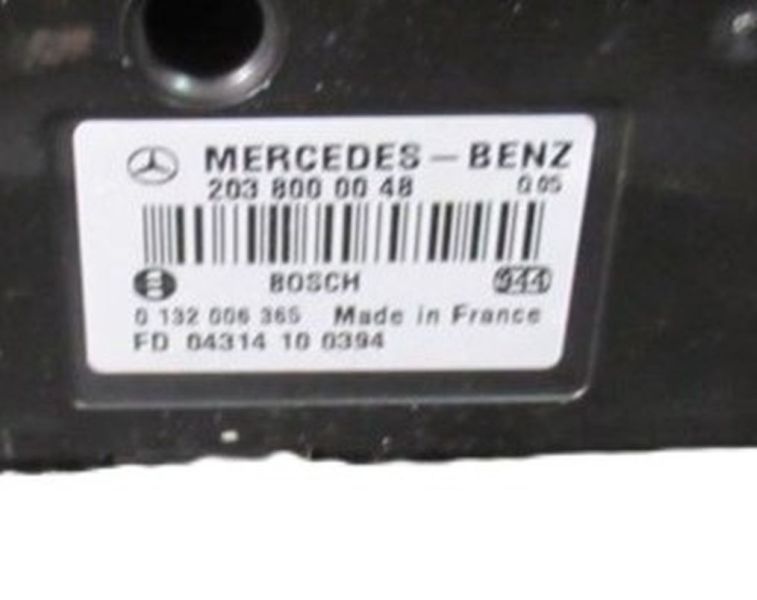 MERCEDES-BENZ
203 800 00 48 Q 05
BOSCH 944
0 132 006 365 Made in France
FD 04314 10 0394